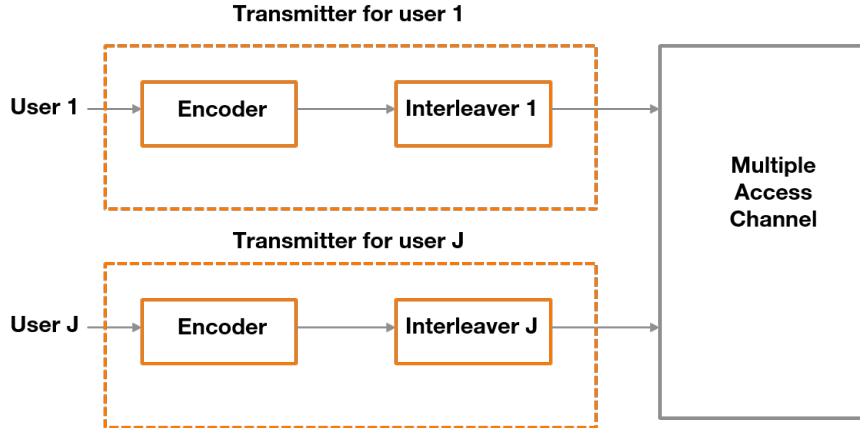 Transmitter for user 1
User 1
Encoder
Interleaver 1
Multiple
Access
Channel
Transmitter for user J
User J
Encoder
Interleaver J